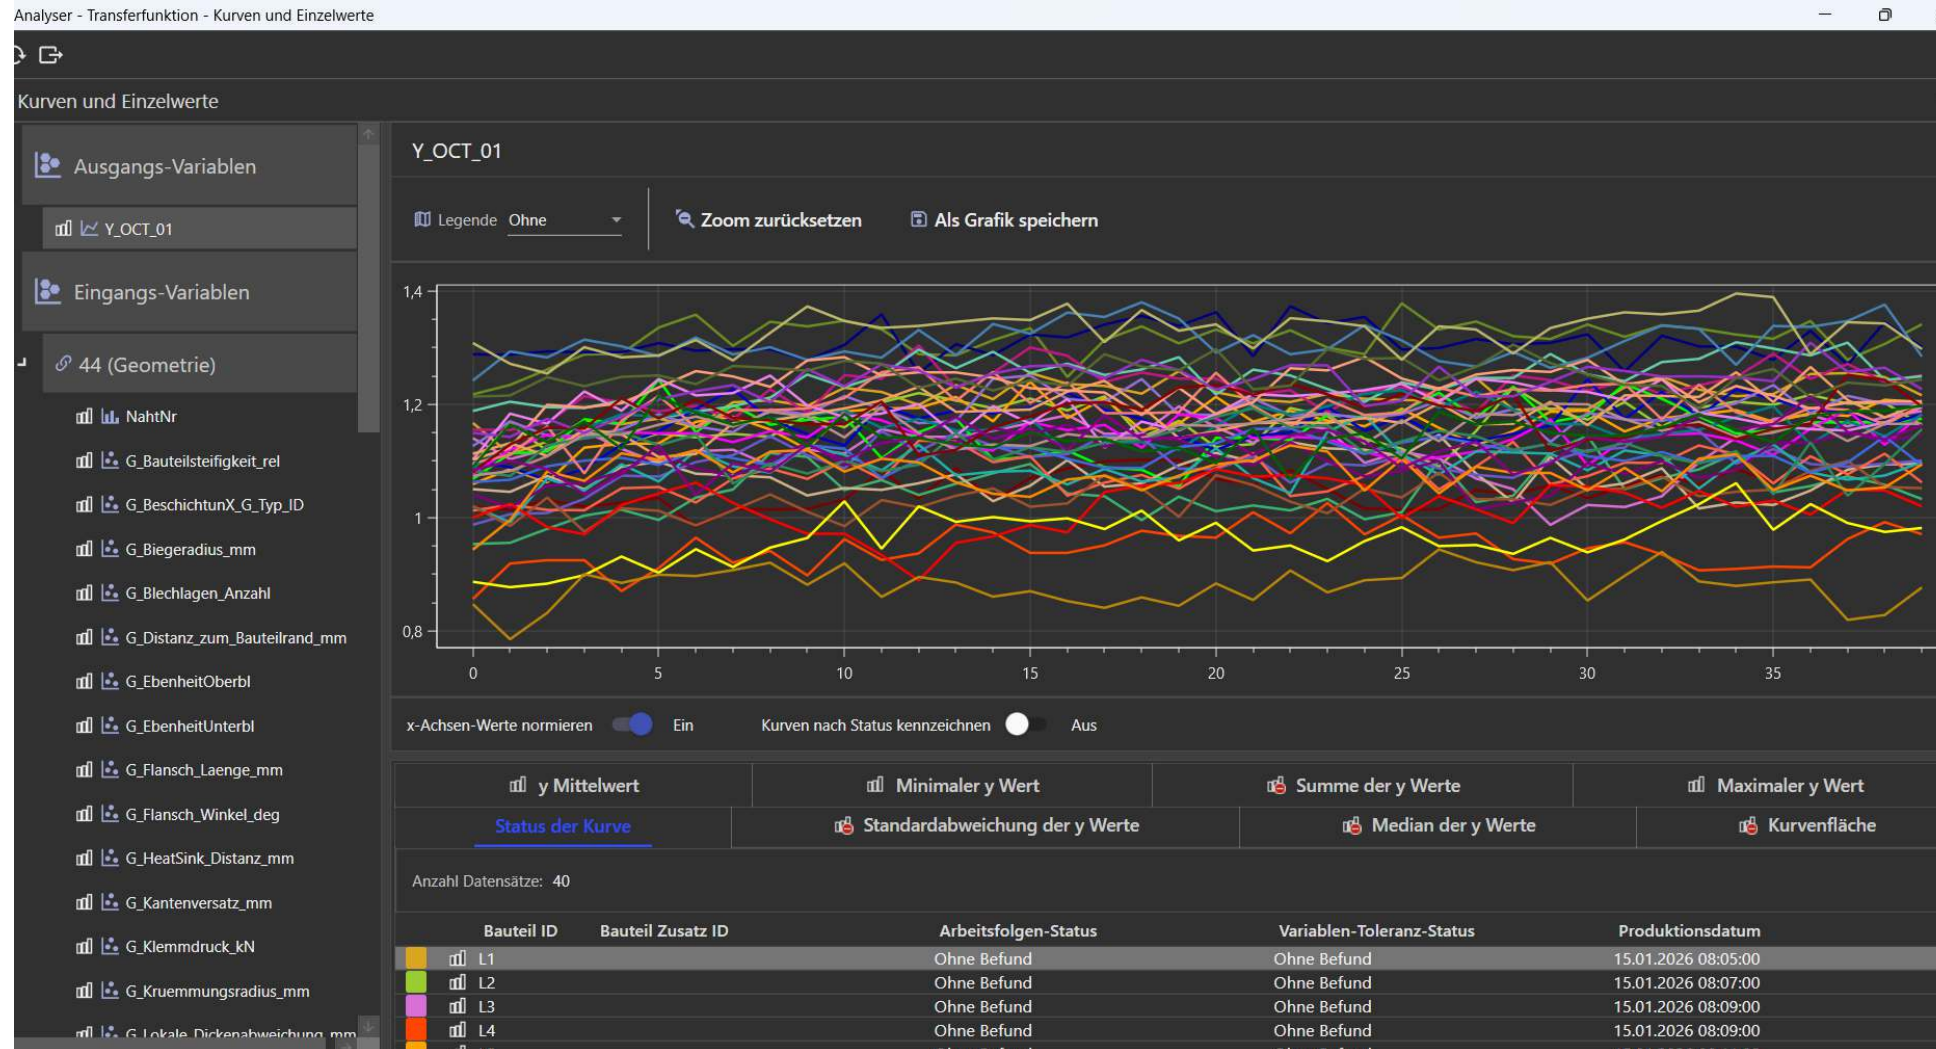 Analyser - Transferfunktion - Kurven und Einzelwerte
Kurven und Einzelwerte
Ausgangs-Variablen
Y_OCT_01
Eingangs-Variablen
44 (Geometrie)
NahtNr
G_Bauteilsteifigkeit_rel
G_BeschichtunX_G_Typ_ID
G_Biegeradius_mm
G_Blechlagen_Anzahl
G_Distanz_zum_Bauteilrand_mm
G_EbenheitOberbl
G_EbenheitUnterbl
G_Flansch_Laenge_mm
G_Flansch_Winkel_deg
G_HeatSink_Distanz_mm
G_Kantenversatz_mm
G_Klemmdruck_kN
G_Kruemmungsradius_mm
G_Lokale_Dickenabweichung_mm
Y_OCT_01
Legende Ohne Zoom zurücksetzen Als Grafik speichern
1,4
1,2
1
0,8
0 5 10 15 20 25 30 35
x-Achsen-Werte normieren Ein Kurven nach Status kennzeichnen Aus
y Mittelwert Minimaler y Wert Summe der y Werte Maximaler y Wert
Status der Kurve Standardabweichung der y Werte Median der y Werte Kurvenfläche
Anzahl Datensätze: 40
Bauteil ID Bauteil Zusatz ID Arbeitsfolgen-Status Variablen-Toleranz-Status Produktionsdatum
L1 Ohne Befund Ohne Befund 15.01.2026 08:05:00
L2 Ohne Befund Ohne Befund 15.01.2026 08:07:00
L3 Ohne Befund Ohne Befund 15.01.2026 08:09:00
L4 Ohne Befund Ohne Befund 15.01.2026 08:09:00